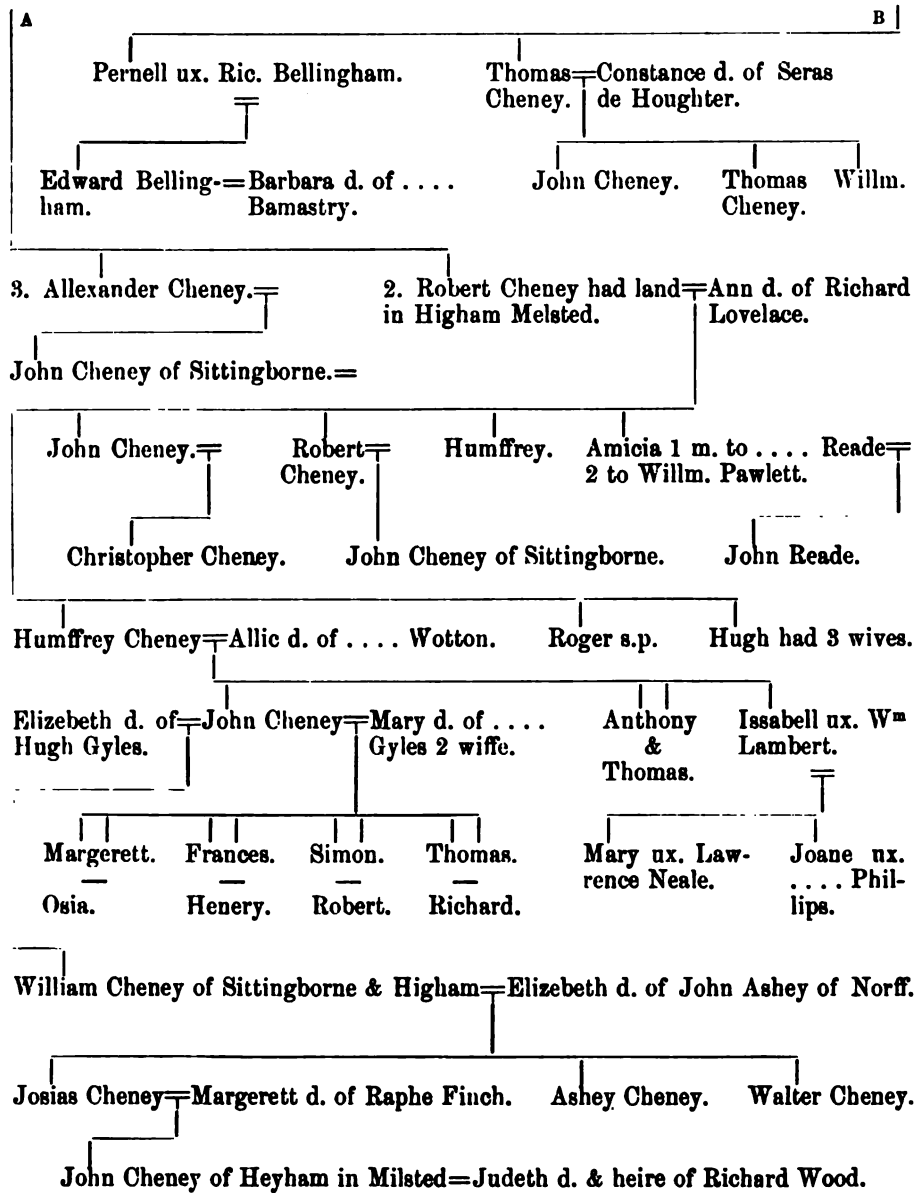 A B
Pernell ux. Ric. Bellingham. Thomas=Constance d. of Seras
Cheney. de Houghter.
Edward Belling-=Barbara d. of .... John Cheney. Thomas Willm.
ham. Bamastry. Cheney.
3. Allexander Cheney.= 2. Robert Cheney had land=Ann d. of Richard
in Higham Melsted. Lovelace.
John Cheney of Sittingborne.=
John Cheney.= Robert= Humffrey. Amicia 1 m. to .... Reade=
Cheney. 2 to Willm. Pawlett.
Christopher Cheney. John Cheney of Sittingborne. John Reade.
Humffrey Cheney=Allic d. of .... Wotton. Roger s.p. Hugh had 3 wives.
Elizebeth d. of=John Cheney=Mary d. of .... Anthony Issabell ux. Wm
Hugh Gyles. Gyles 2 wiffe. & Lambert.
Thomas. =
Margerett. Frances. Simon. Thomas. Mary ux. Law- Joane ux.
— — — — rence Neale. .... Phil-
Osia. Henery. Robert. Richard. lips.
William Cheney of Sittingborne & Higham=Elizebeth d. of John Ashey of Norff.
Josias Cheney=Margerett d. of Raphe Finch. Ashey Cheney. Walter Cheney.
John Cheney of Heyham in Milsted=Judeth d. & heire of Richard Wood.